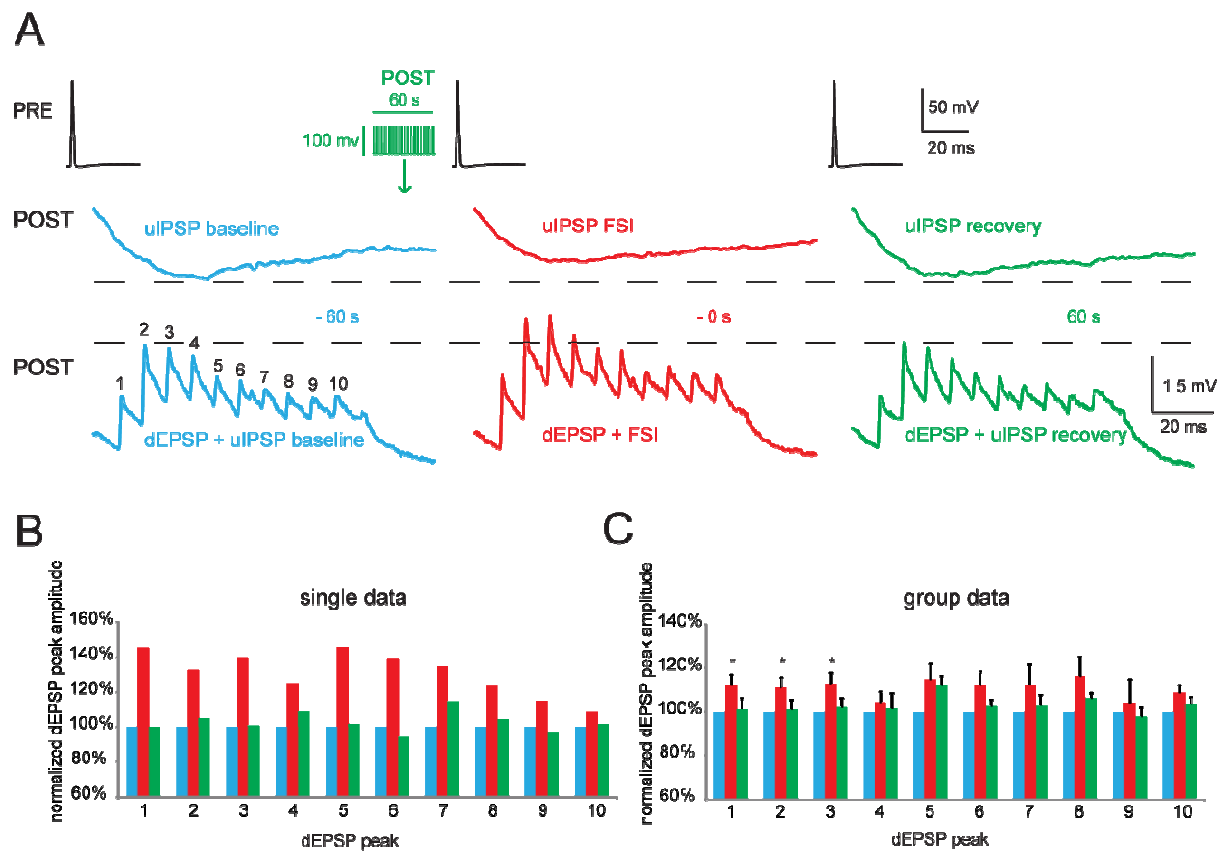 A
PRE
POST
60 s
100 mv
50 mV
20 ms
POST
uIPSP baseline
uIPSP FSI
uIPSP recovery
- 60 s
- 0 s
60 s
POST
1 2 3 4 5 6 7 8 9 10
dEPSP + uIPSP baseline
dEPSP + FSI
dEPSP + uIPSP recovery
1 5 mV
20 ms
B
single data
normalized dEPSP peak amplitude
160%
140%
120%
100%
80%
60%
1 2 3 4 5 6 7 8 9 10
dEPSP peak
C
group data
normalized dEPSP peak amplitude
140%
120%
100%
80%
60%
* * *
1 2 3 4 5 6 7 8 9 10
dEPSP peak